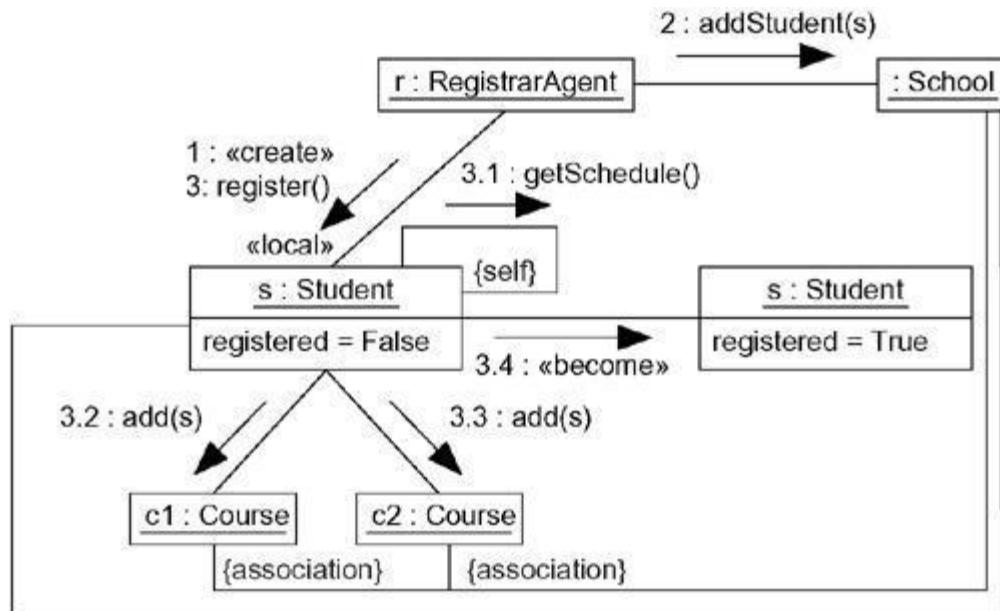 2 : addStudent(s)
r : RegistrarAgent
: School
1 : «create»
3: register()
3.1 : getSchedule()
«local»
{self}
s : Student
registered = False
s : Student
registered = True
3.4 : «become»
3.2 : add(s)
3.3 : add(s)
c1 : Course
c2 : Course
{association}
{association}